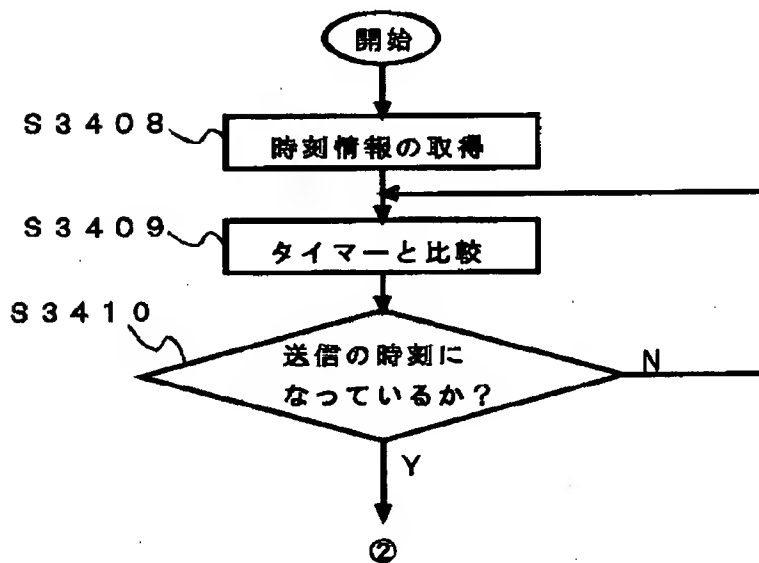 開始
S3408
時刻情報の取得
S3409
タイマーと比較
S3410
送信の時刻に
なっているか?
N
Y
②